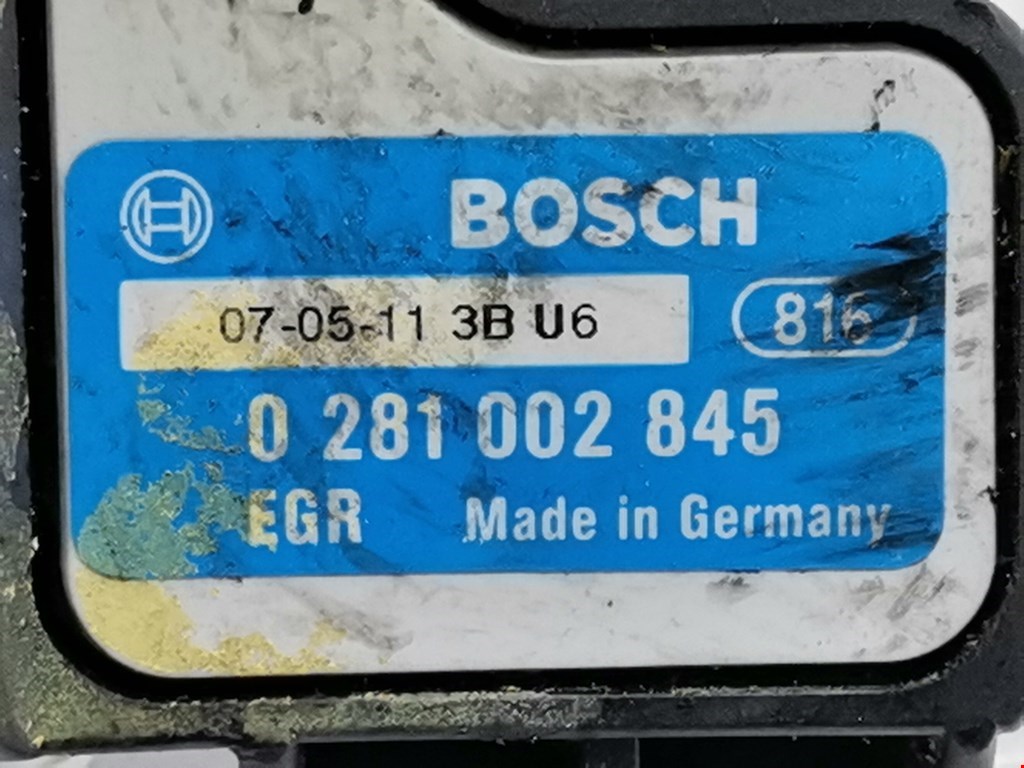 BOSCH
07-05-11 3B U6
816
0 281 002 845
EGR Made in Germany